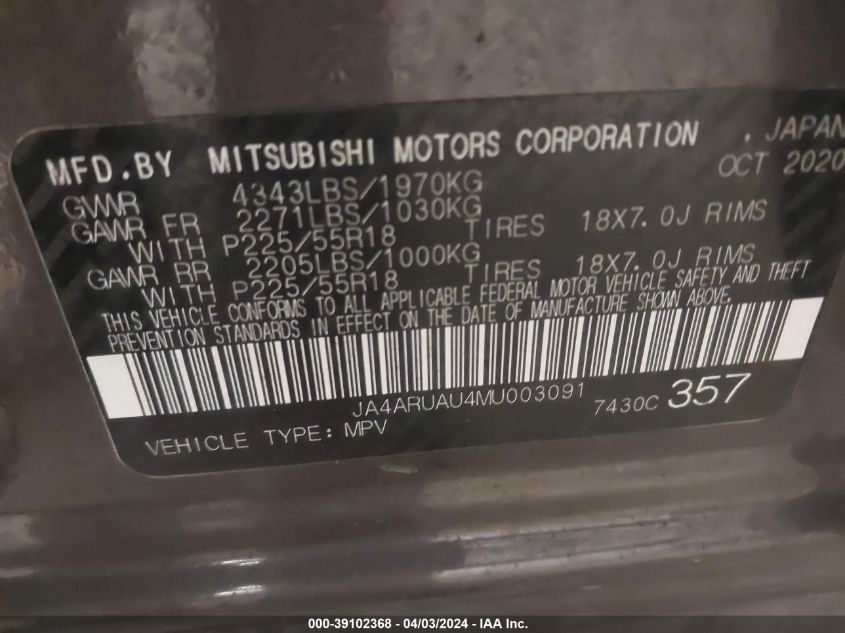 MFD.BY MITSUBISHI MOTORS CORPORATION , JAPAN
OCT 2020
GVWR 4343LBS/1970KG
GAWR FR 2271LBS/1030KG
WITH P225/55R18 TIRES 18X7.0J RIMS
GAWR RR 2205LBS/1000KG
WITH P225/55R18 TIRES 18X7.0J RIMS
THIS VEHICLE CONFORMS TO ALL APPLICABLE FEDERAL MOTOR VEHICLE SAFETY AND THEFT
PREVENTION STANDARDS IN EFFECT ON THE DATE OF MANUFACTURE SHOWN ABOVE.
JA4ARUAU4MU003091 7430C 357
VEHICLE TYPE: MPV
000-39102368 - 04/03/2024 - IAA Inc.